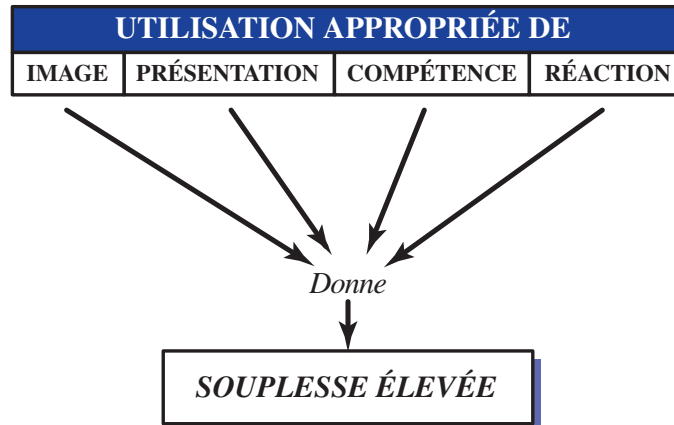 UTILISATION APPROPRIÉE DE
IMAGE PRÉSENTATION COMPÉTENCE RÉACTION
Donne
SOUPLESSE ÉLEVÉE